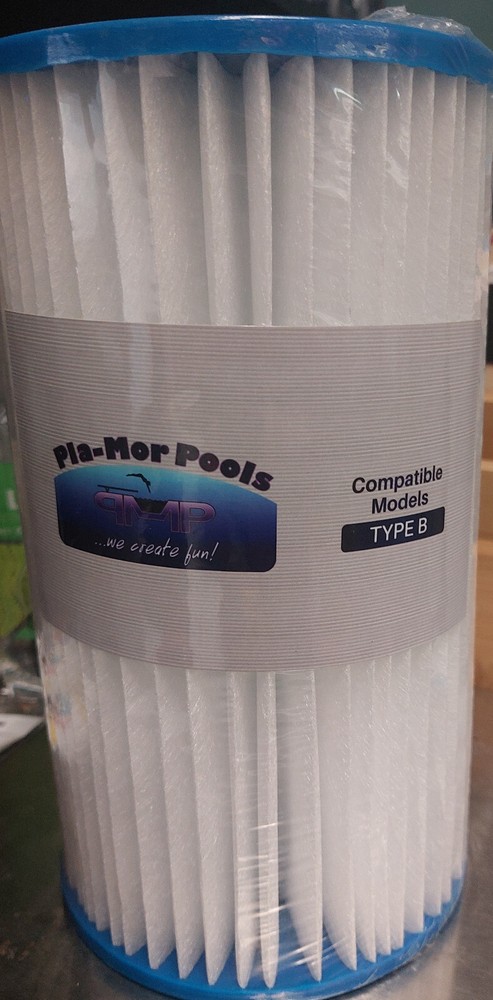 Pla-Mor Pools
PMP
...we create fun!
Compatible
Models
TYPE B